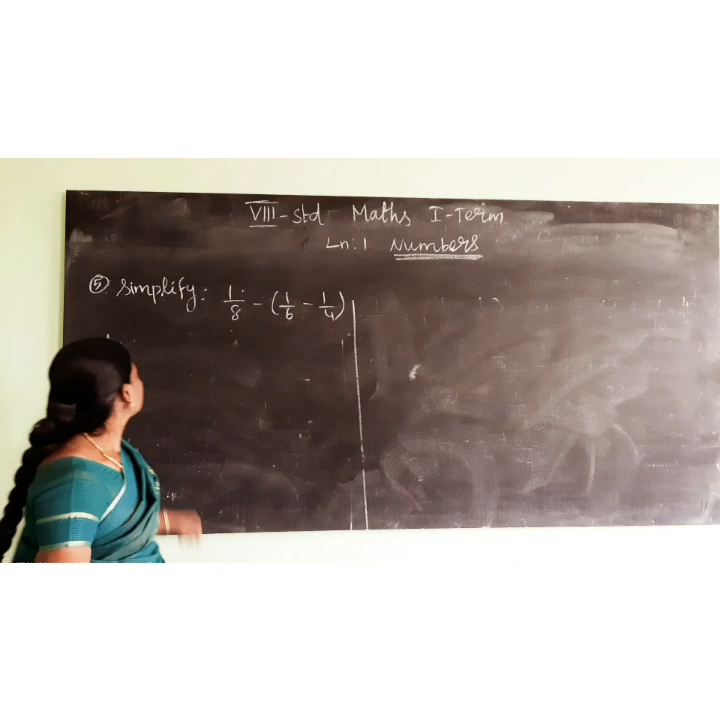 VIII-Std Maths I-Term
Ln: 1 Numbers
⑤ Simplify: 1/8 - (1/6 - 1/4)